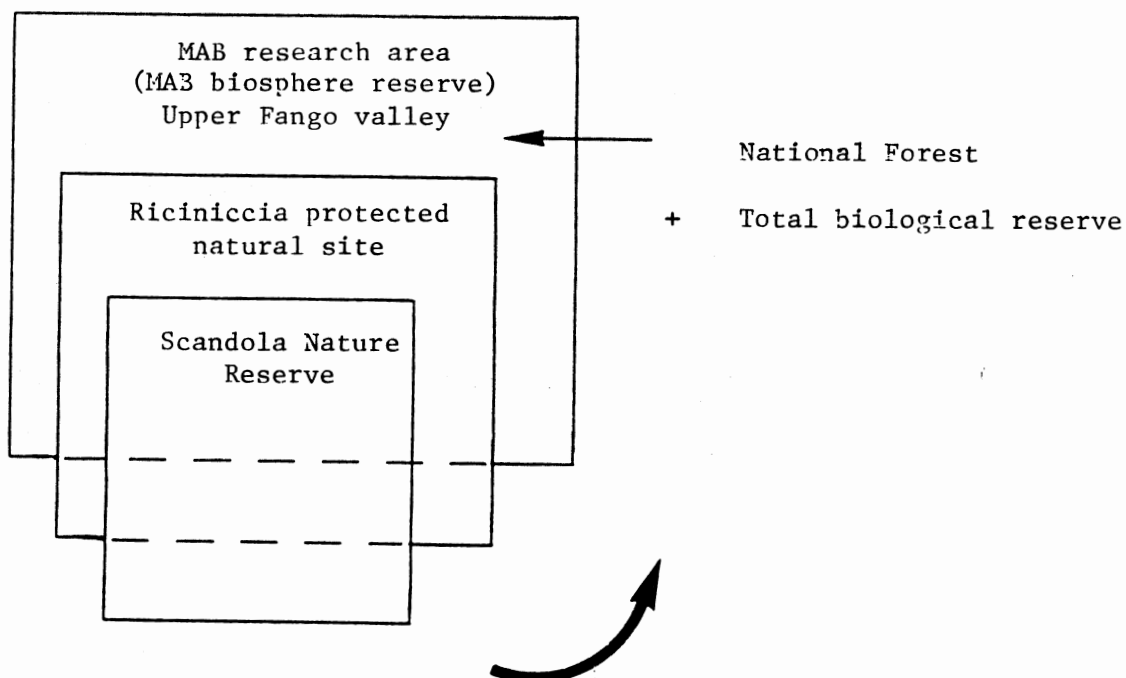 MAB research area
(MA3 biosphere reserve)
Upper Fango valley
National Forest
Riciniccia protected
natural site
+ Total biological reserve
Scandola Nature
Reserve